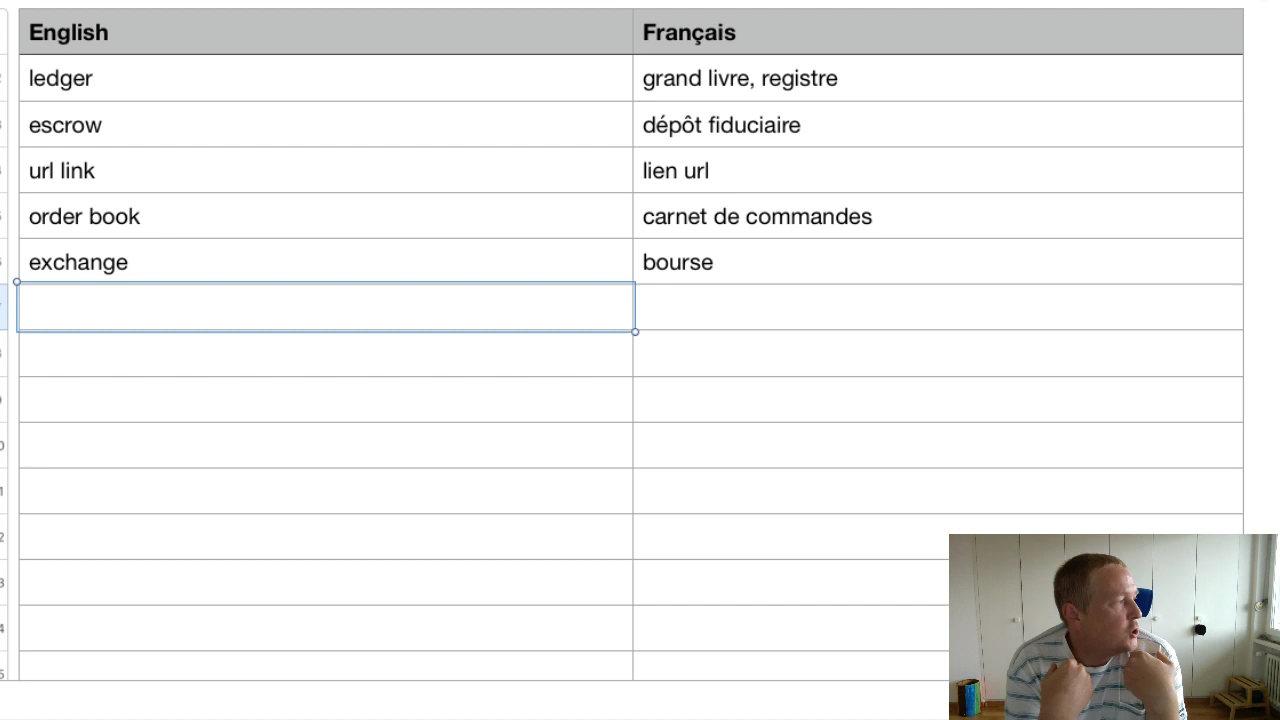 English Français
ledger grand livre, registre
escrow dépôt fiduciaire
url link lien url
order book carnet de commandes
exchange bourse